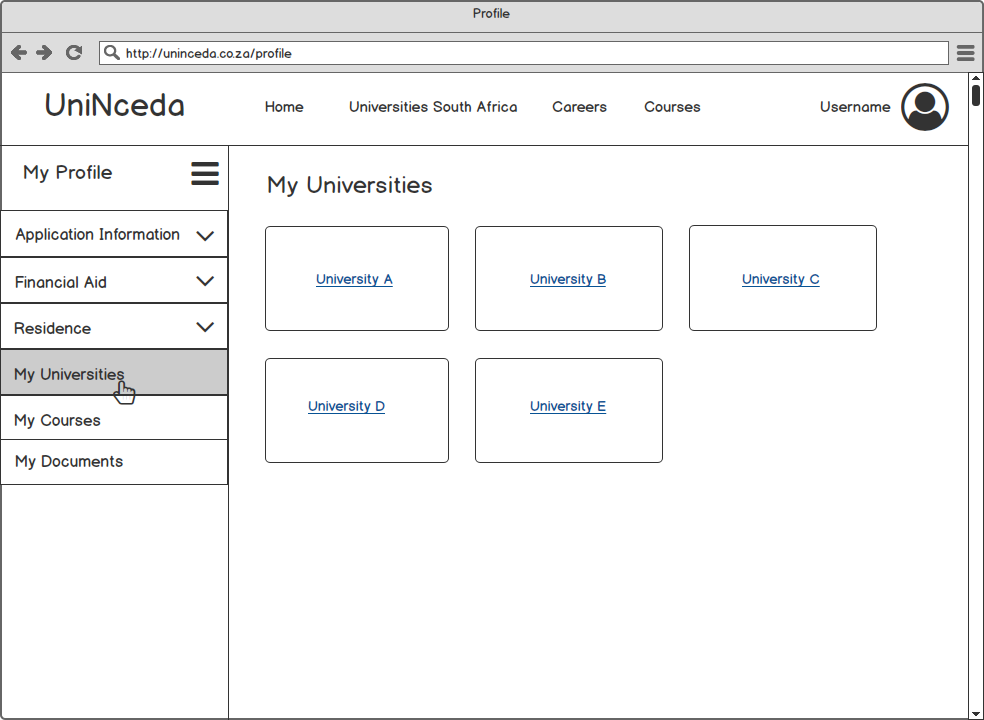 Profile
http://uninceda.co.za/profile
UniNceda
Home
Universities South Africa
Careers
Courses
Username
My Profile
Application Information
Financial Aid
Residence
My Universities
My Courses
My Documents
My Universities
University A
University B
University C
University D
University E